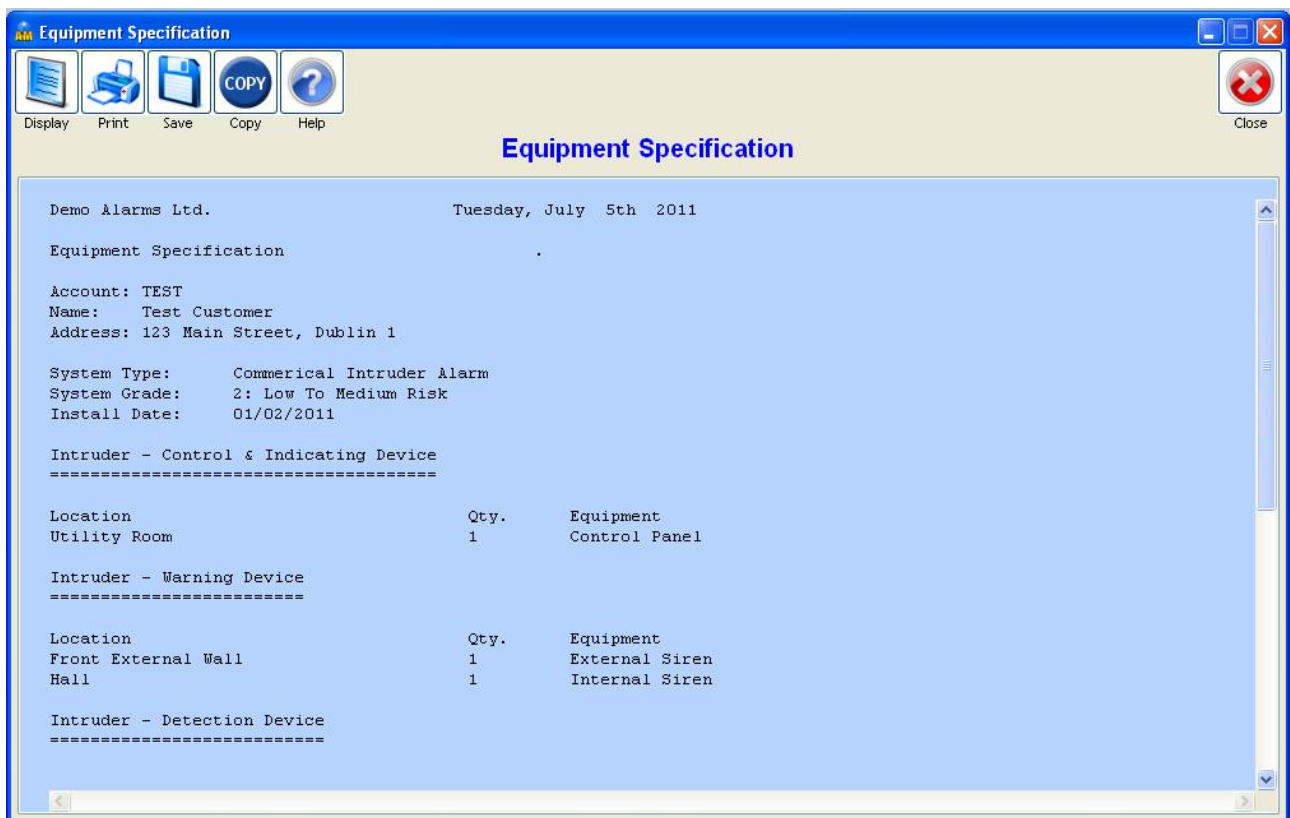 Equipment Specification
COPY
Display Print Save Copy Help Close
Equipment Specification
Demo Alarms Ltd. Tuesday, July 5th 2011
Equipment Specification .
Account: TEST
Name: Test Customer
Address: 123 Main Street, Dublin 1
System Type: Commerical Intruder Alarm
System Grade: 2: Low To Medium Risk
Install Date: 01/02/2011
Intruder - Control & Indicating Device
======================================
Location Qty. Equipment
Utility Room 1 Control Panel
Intruder - Warning Device
=========================
Location Qty. Equipment
Front External Wall 1 External Siren
Hall 1 Internal Siren
Intruder - Detection Device
===========================